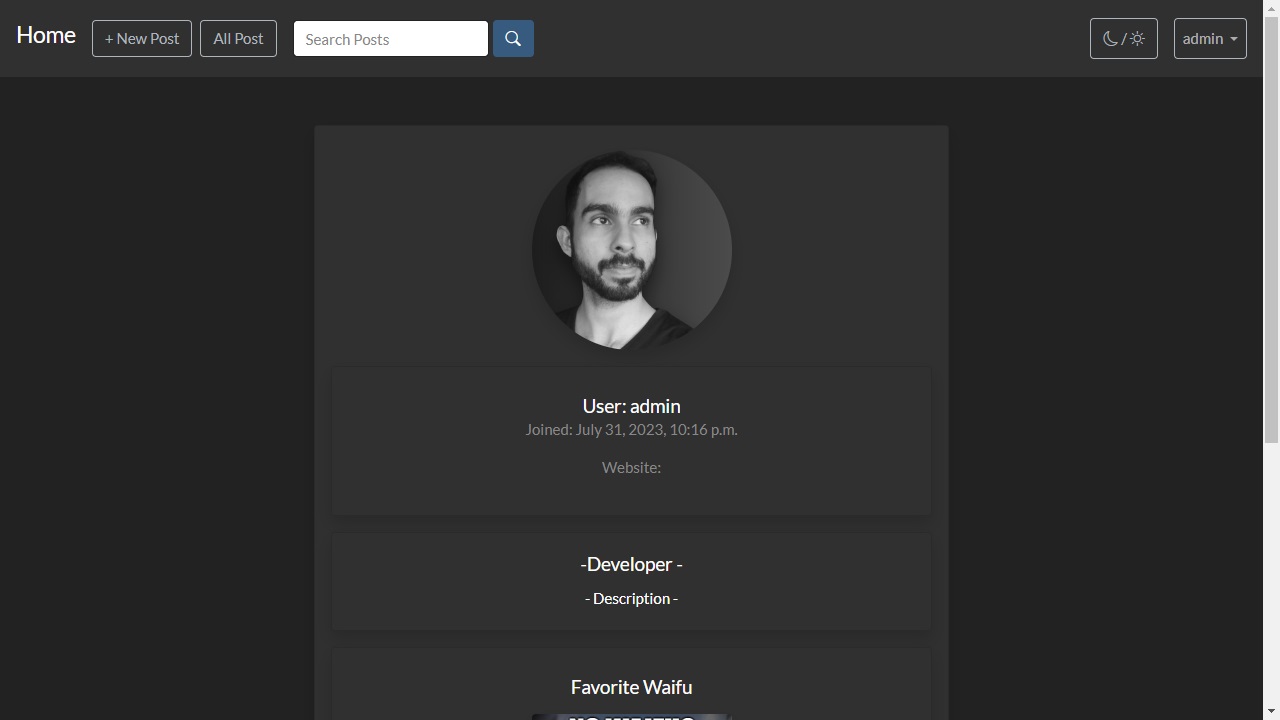 Home
+ New Post
All Post
Search Posts
/
admin
User: admin
Joined: July 31, 2023, 10:16 p.m.
Website:
-Developer -
- Description -
Favorite Waifu